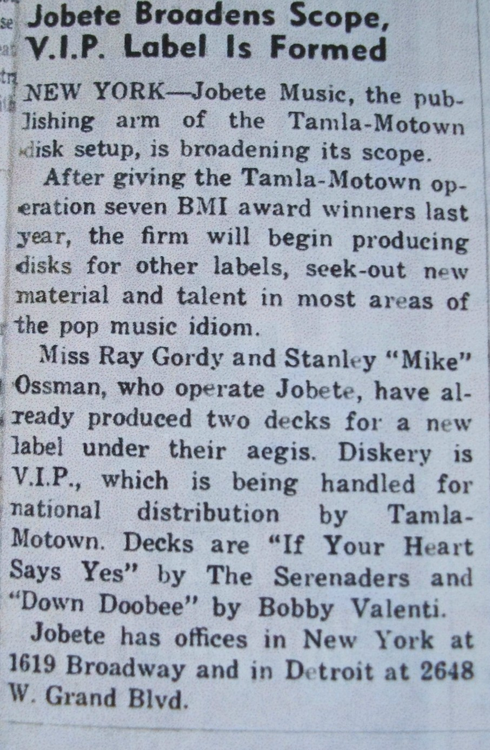 Jobete Broadens Scope,
V.I.P. Label Is Formed
NEW YORK—Jobete Music, the pub-
lishing arm of the Tamla-Motown
disk setup, is broadening its scope.
After giving the Tamla-Motown op-
eration seven BMI award winners last
year, the firm will begin producing
disks for other labels, seek-out new
material and talent in most areas of
the pop music idiom.
Miss Ray Gordy and Stanley "Mike"
Ossman, who operate Jobete, have al-
ready produced two decks for a new
label under their aegis. Diskery is
V.I.P., which is being handled for
national distribution by Tamla-
Motown. Decks are "If Your Heart
Says Yes" by The Serenaders and
"Down Doobee" by Bobby Valenti.
Jobete has offices in New York at
1619 Broadway and in Detroit at 2648
W. Grand Blvd.